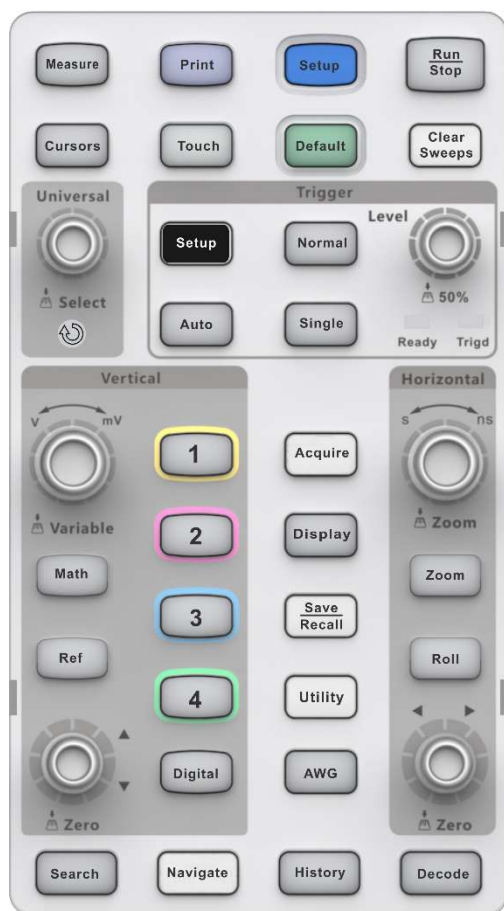 Measure
Print
Setup
Run
Stop
Cursors
Touch
Default
Clear
Sweeps
Universal
Select
Trigger
Setup
Normal
Level
50%
Auto
Single
Ready
Trigd
Vertical
V
mV
Variable
1
2
3
4
Math
Ref
Zero
Digital
Acquire
Display
Save
Recall
Utility
AWG
Horizontal
s
ns
Zoom
Zoom
Roll
Zero
Search
Navigate
History
Decode